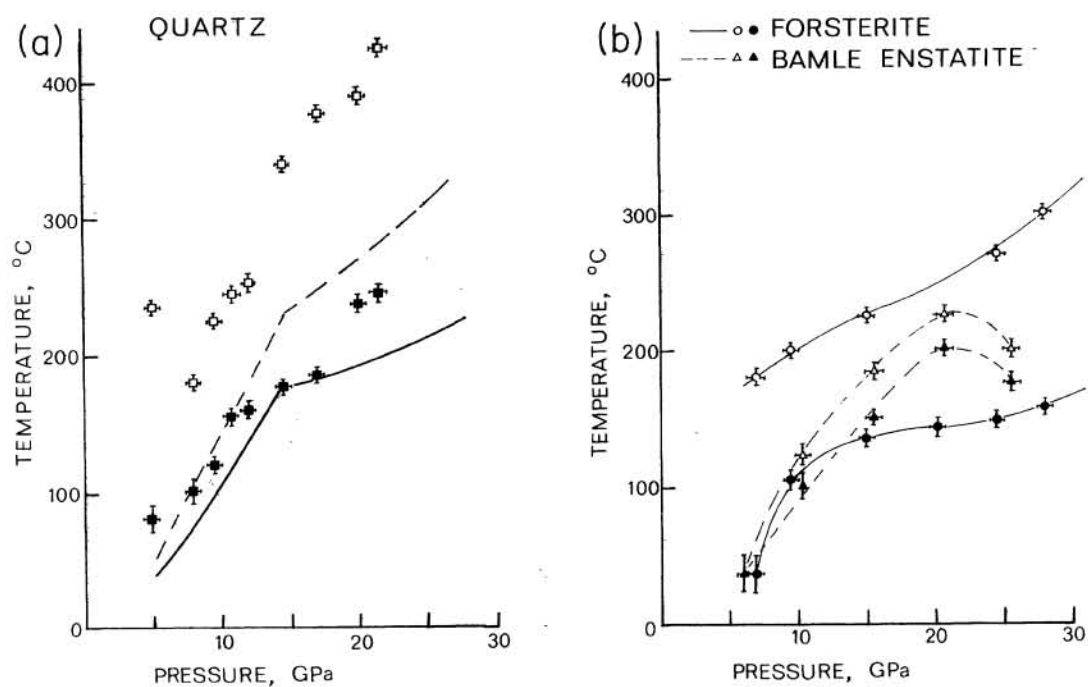 (a) QUARTZ
400
300
200
100
0
10
20
30
TEMPERATURE, °C
PRESSURE, GPa
(b)
FORSTERITE
BAMLE ENSTATITE
400
300
200
100
0
10
20
30
TEMPERATURE, °C
PRESSURE, GPa